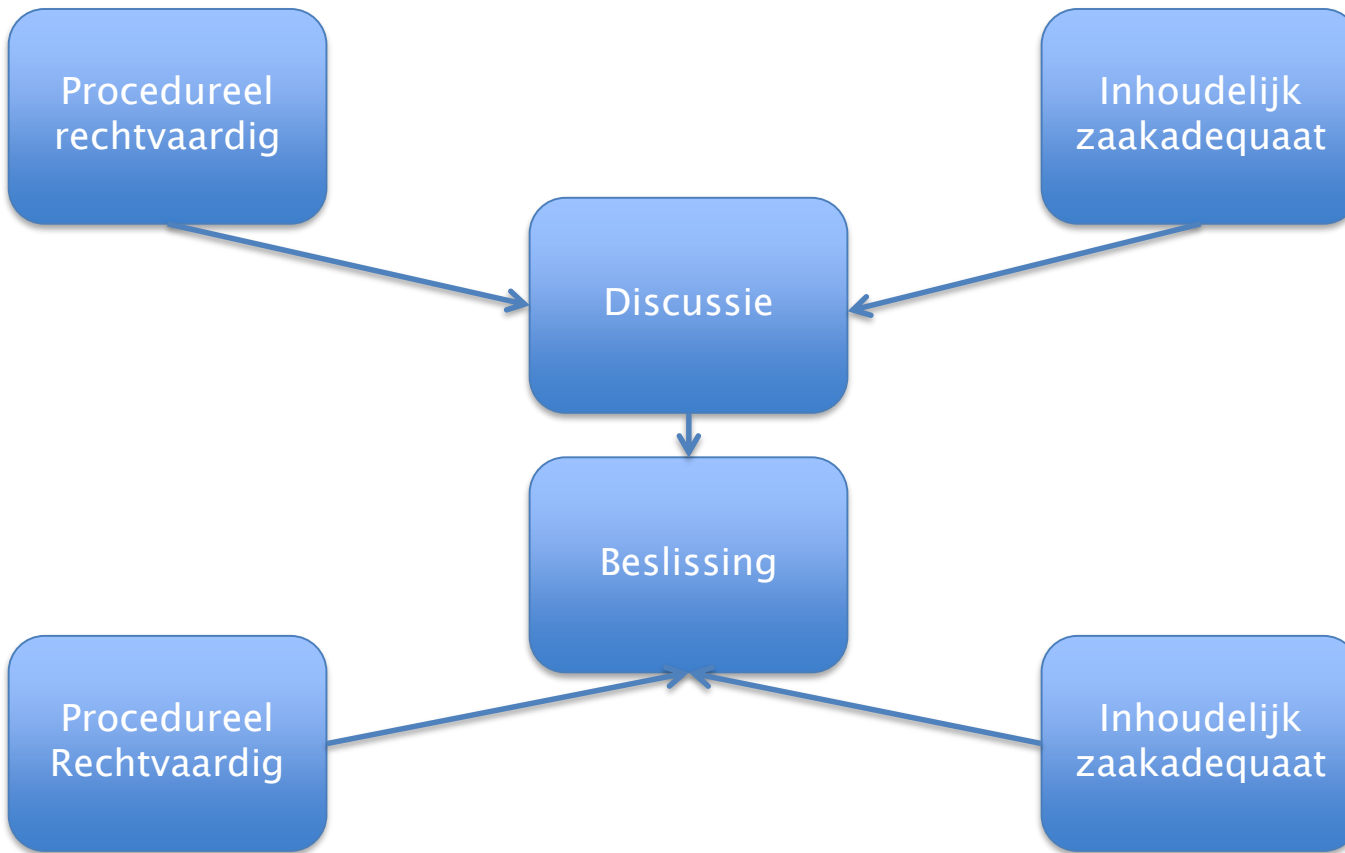 Procedureel
rechtvaardig
Inhoudelijk
zaakadequaat
Discussie
Beslissing
Procedureel
Rechtvaardig
Inhoudelijk
zaakadequaat